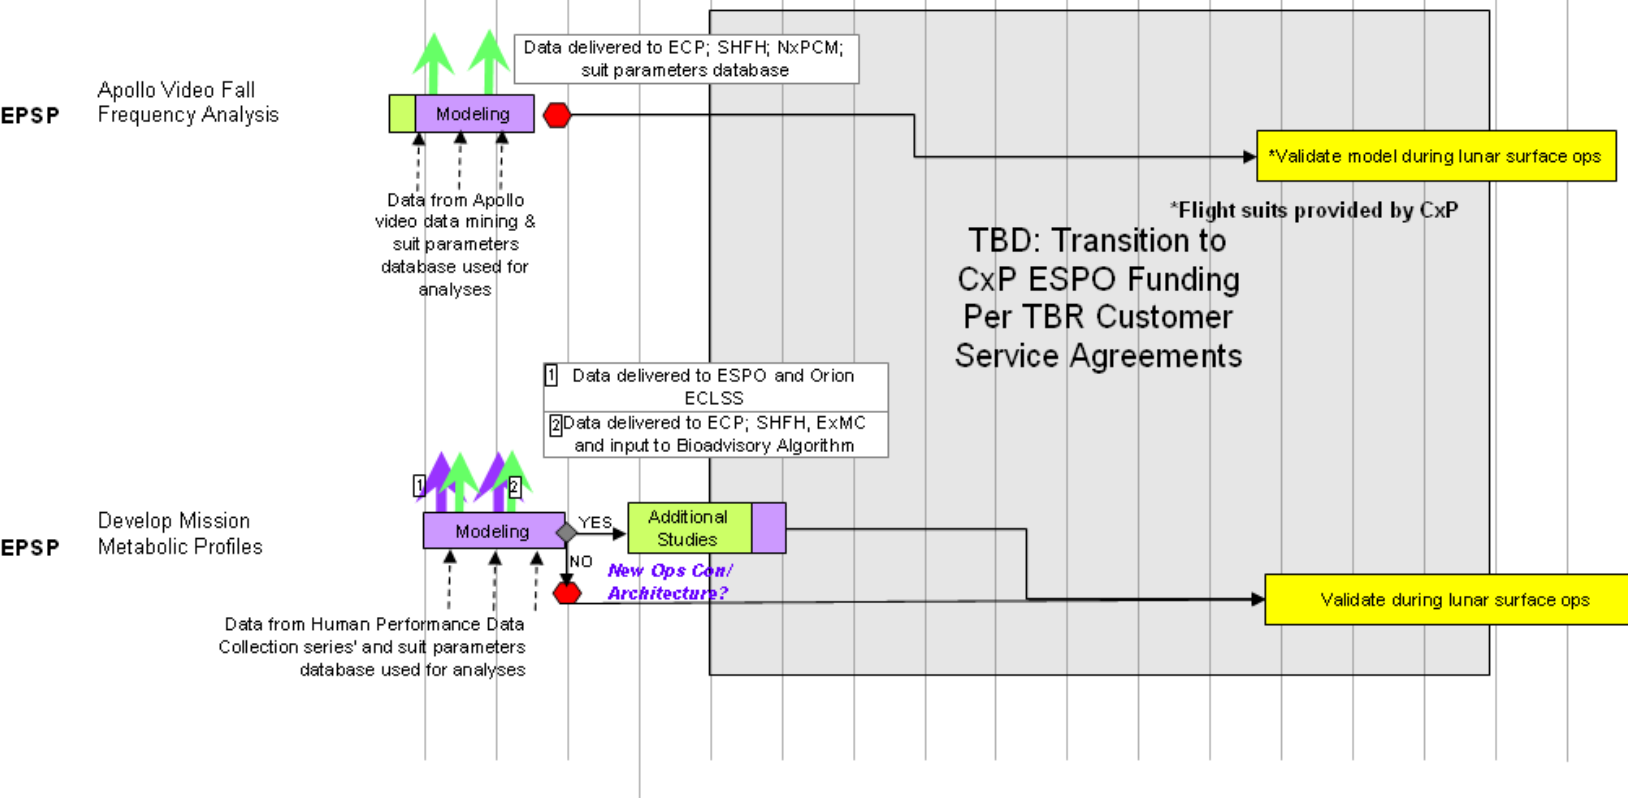 Data delivered to ECP; SHFH; NxPCM;
suit parameters database
EPSP
Apollo Video Fall
Frequency Analysis
Modeling
*Validate model during lunar surface ops
Data from Apollo
video data mining &
suit parameters
database used for
analyses
*Flight suits provided by CxP
TBD: Transition to
CxP ESPO Funding
Per TBR Customer
Service Agreements
1 Data delivered to ESPO and Orion
ECLSS
2 Data delivered to ECP; SHFH, ExMC
and input to Bioadvisory Algorithm
1
2
EPSP
Develop Mission
Metabolic Profiles
Modeling
YES
NO
Additional
Studies
New Ops Con/
Architecture?
Validate during lunar surface ops
Data from Human Performance Data
Collection series' and suit parameters
database used for analyses